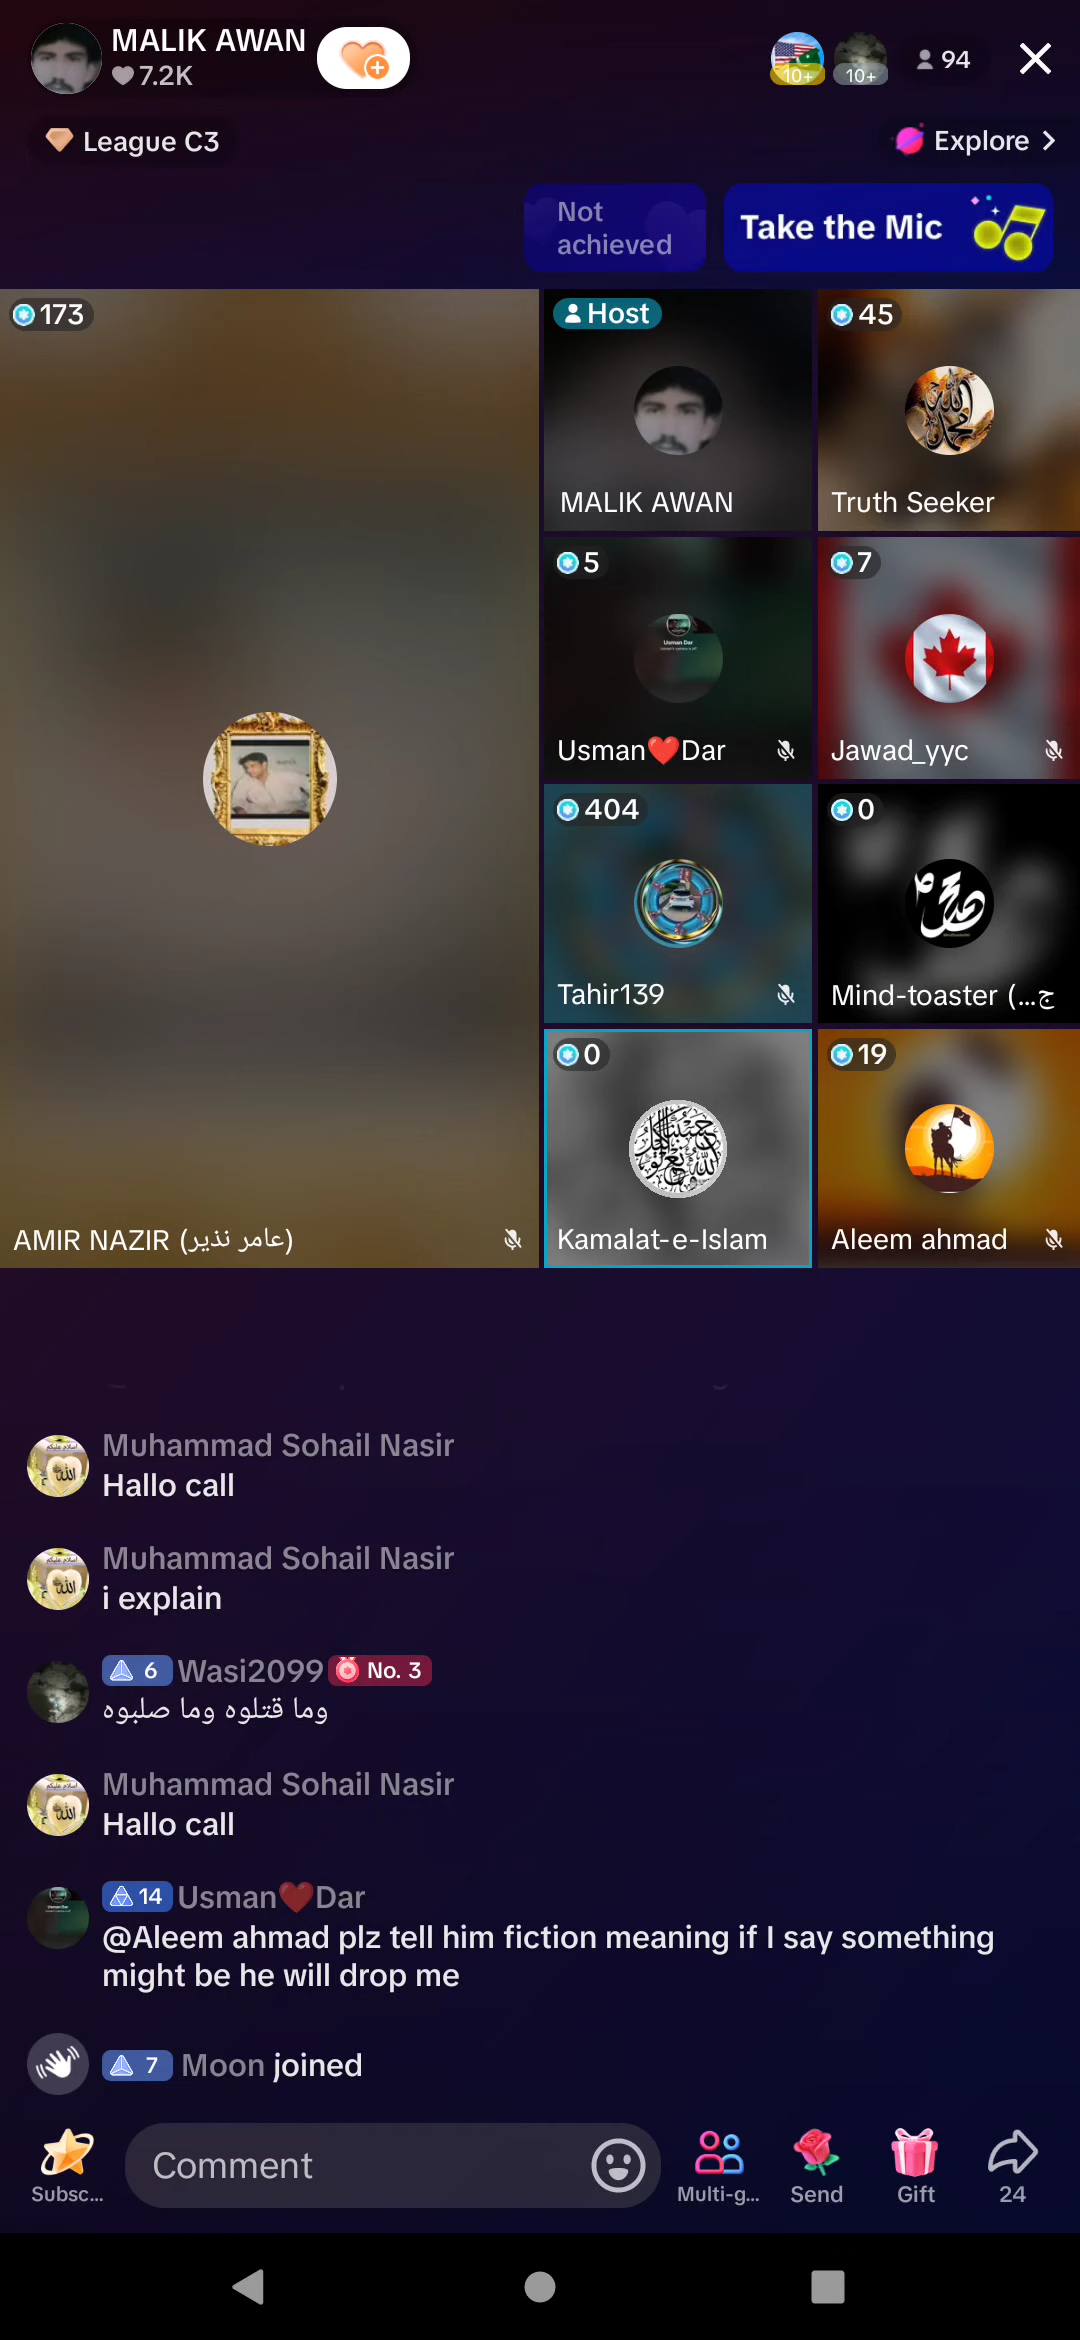 MALIK AWAN
7.2K
10+
10+
94
League C3
Explore
Not
achieved
Take the Mic
173
Host
45
MALIK AWAN
Truth Seeker
5
7
Usman❤️Dar
Jawad_yyc
404
0
Tahir139
Mind-toaster (...ج
0
19
AMIR NAZIR (عامر نذير)
Kamalat-e-Islam
Aleem ahmad
Muhammad Sohail Nasir
Hallo call
Muhammad Sohail Nasir
i explain
6 Wasi2099 No. 3
وما قتلوه وما صلبوه
Muhammad Sohail Nasir
Hallo call
14 Usman❤️Dar
@Aleem ahmad plz tell him fiction meaning if I say something
might be he will drop me
7 Moon joined
Comment
Subsc...
Multi-g...
Send
Gift
24